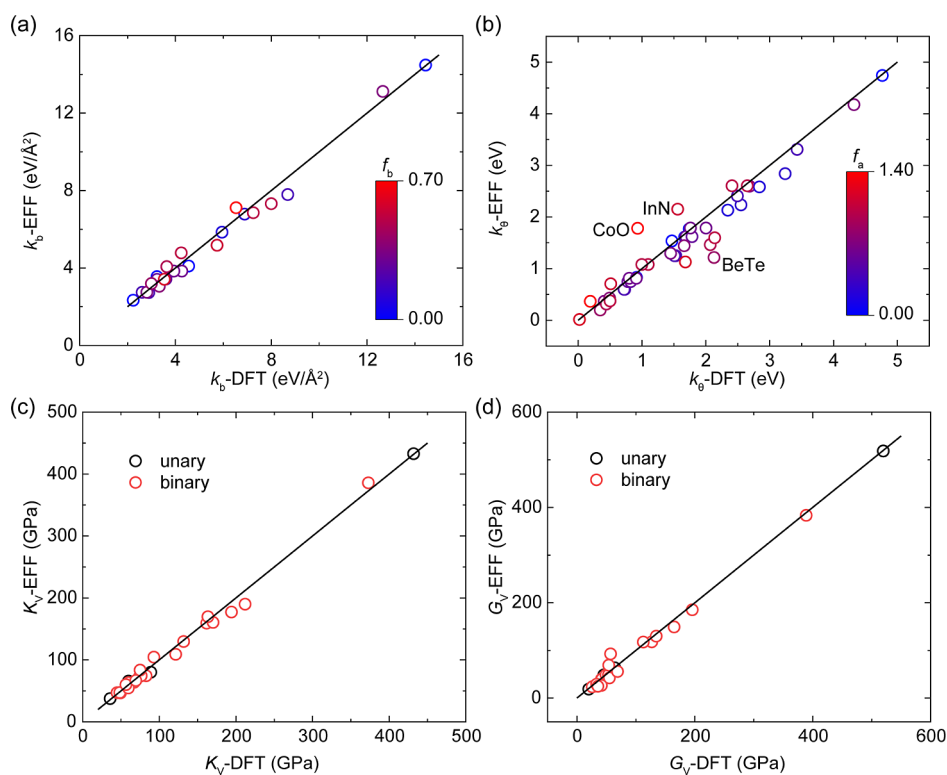 (a)
16
12
8
4
0
k_b-EFF (eV/Å²)
0 4 8 12 16
k_b-DFT (eV/Å²)
f_b
0.70
0.00
(b)
5
4
3
2
1
0
k_θ-EFF (eV)
0 1 2 3 4 5
k_θ-DFT (eV)
InN
CoO
BeTe
f_a
1.40
0.00
(c)
500
400
300
200
100
0
K_V-EFF (GPa)
0 100 200 300 400 500
K_V-DFT (GPa)
unary
binary
(d)
600
400
200
0
G_V-EFF (GPa)
0 200 400 600
G_V-DFT (GPa)
unary
binary